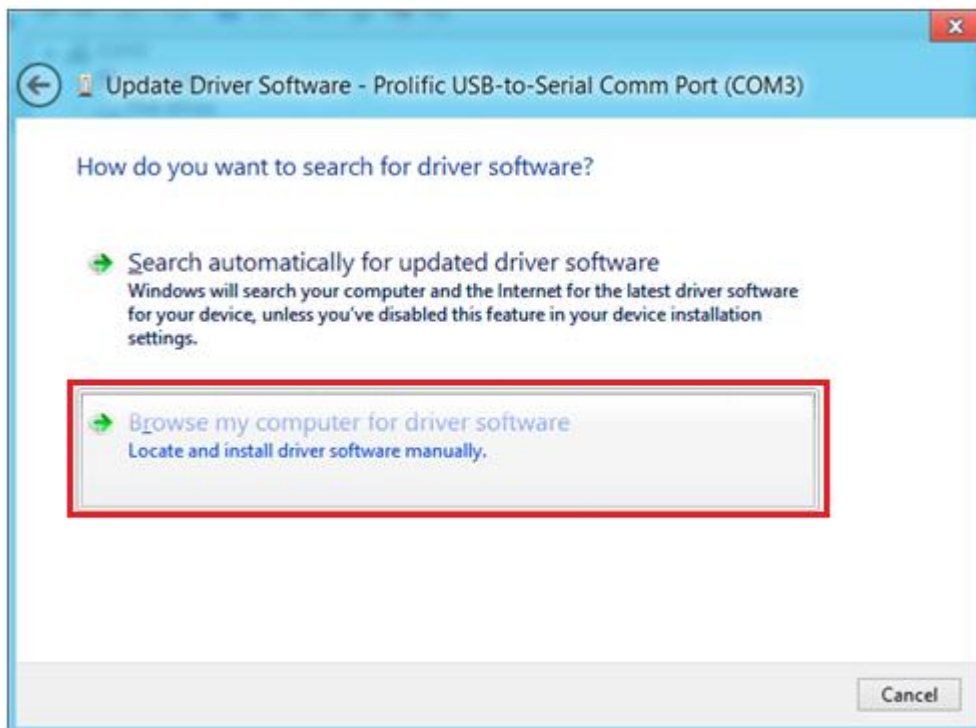 Update Driver Software - Prolific USB-to-Serial Comm Port (COM3)
How do you want to search for driver software?
Search automatically for updated driver software
Windows will search your computer and the Internet for the latest driver software
for your device, unless you've disabled this feature in your device installation
settings.
Browse my computer for driver software
Locate and install driver software manually.
Cancel